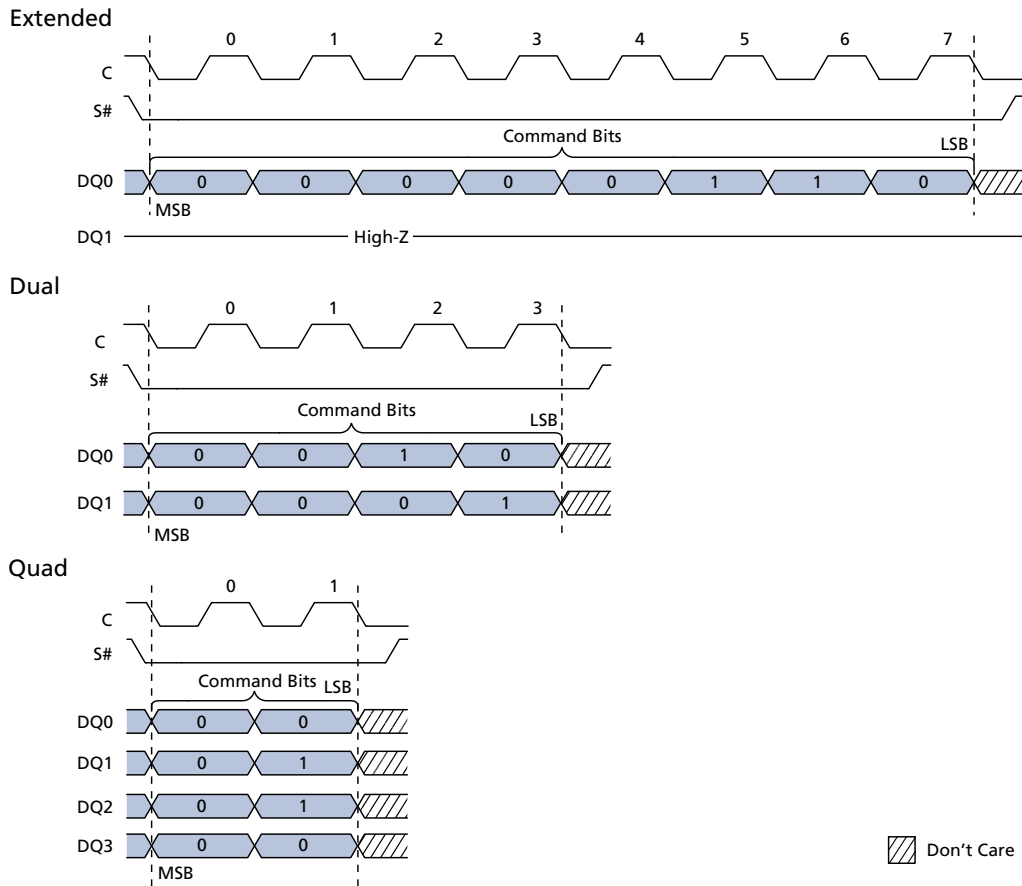 Extended
0 1 2 3 4 5 6 7
C
S#
Command Bits LSB
DQ0 0 0 0 0 0 1 1 0
MSB
DQ1 High-Z
Dual
0 1 2 3
C
S#
Command Bits LSB
DQ0 0 0 1 0
DQ1 0 0 0 1
MSB
Quad
0 1
C
S#
Command Bits LSB
DQ0 0 0
DQ1 0 1
DQ2 0 1
DQ3 0 0
MSB
Don't Care